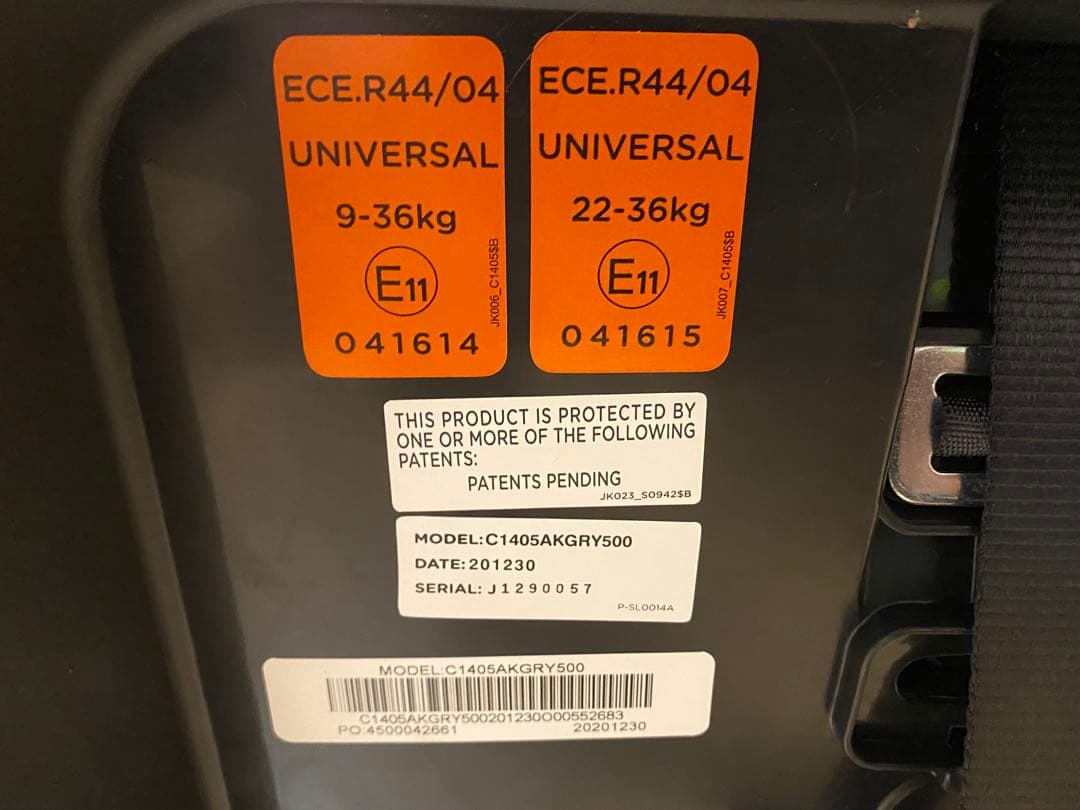 ECE.R44/04
UNIVERSAL
9-36kg
E11
041614
JK006_C1405$B
ECE.R44/04
UNIVERSAL
22-36kg
E11
041615
JK007_C1405$B
THIS PRODUCT IS PROTECTED BY
ONE OR MORE OF THE FOLLOWING
PATENTS:
PATENTS PENDING
JK023_S0942$B
MODEL:C1405AKGRY500
DATE:201230
SERIAL: J1290057
P-SL0014A
MODEL:C1405AKGRY500
C1405AKGRY500201230O00552683
PO:4500042661 20201230